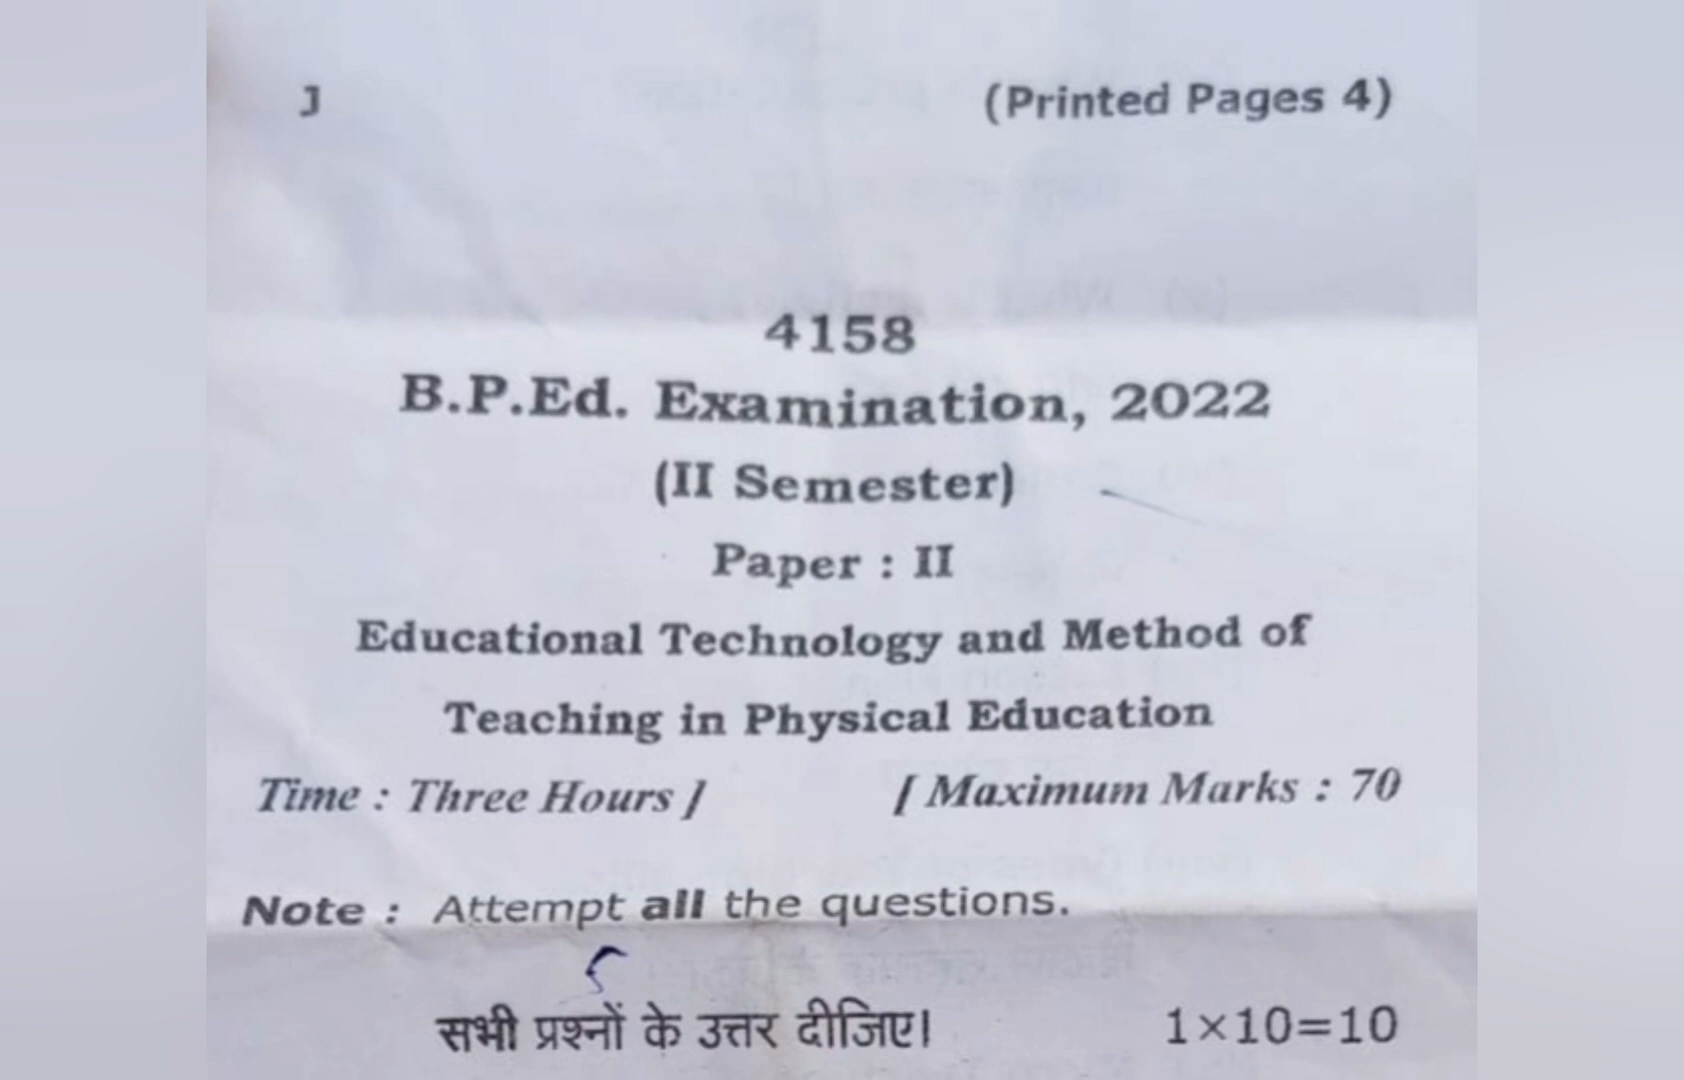 J (Printed Pages 4)
4158
B.P.Ed. Examination, 2022
(II Semester)
Paper : II
Educational Technology and Method of
Teaching in Physical Education
Time : Three Hours ] [ Maximum Marks : 70
Note : Attempt all the questions.
सभी प्रश्नों के उत्तर दीजिए। 1×10=10